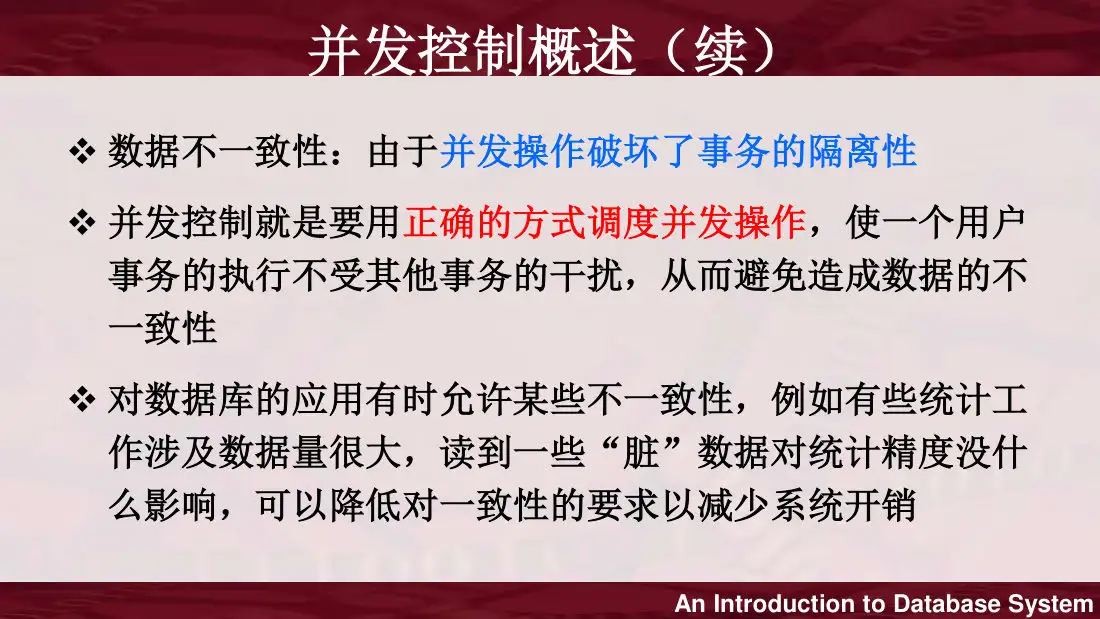 并发控制概述（续）
❖ 数据不一致性：由于并发操作破坏了事务的隔离性
❖ 并发控制就是要用正确的方式调度并发操作，使一个用户
事务的执行不受其他事务的干扰，从而避免造成数据的不
一致性
❖ 对数据库的应用有时允许某些不一致性，例如有些统计工
作涉及数据量很大，读到一些“脏”数据对统计精度没什
么影响，可以降低对一致性的要求以减少系统开销
An Introduction to Database System